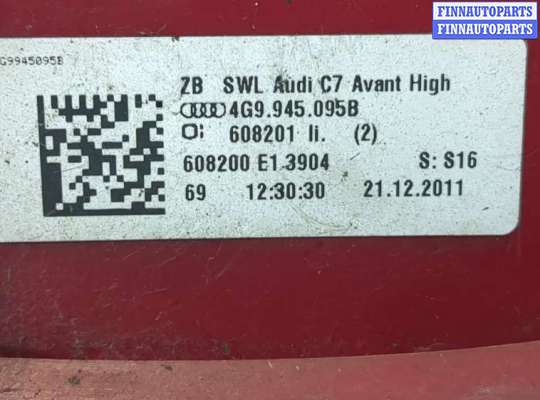 FINNAUTOPARTS
FINNAUTOPARTS
FINNAUTOPARTS
G9945095B
ZB SWL Audi C7 Avant High
4G9.945.095B
608201 li. (2)
608200 E1 3904 S: S16
69 12:30:30 21.12.2011